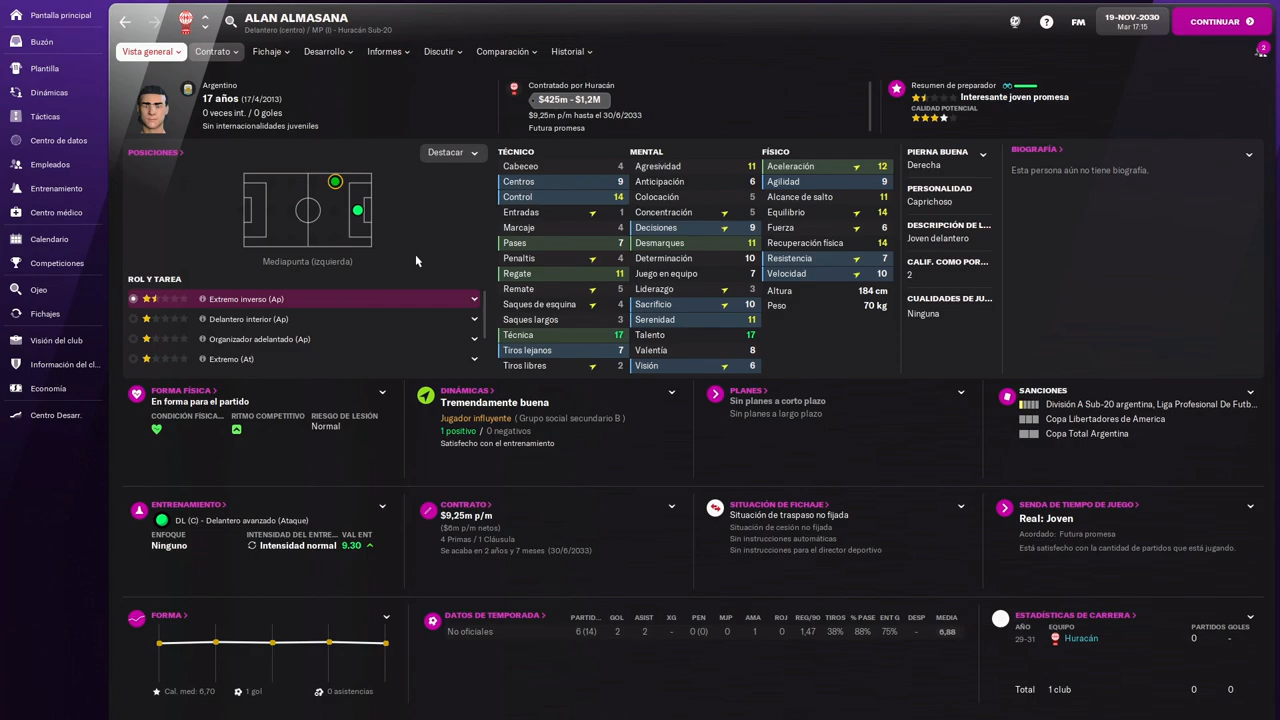 Pantalla principal
Buzón
Plantilla
Dinámicas
Tácticas
Centro de datos
Empleados
Entrenamiento
Centro médico
Calendario
Competiciones
Ojeo
Fichajes
Visión del club
Información del cl...
Economía
Centro Desarr.
ALAN ALMASANA
Delantero (centro) / MP (I) - Huracán Sub-20
FM
19-NOV-2030
Mar 17:15
CONTINUAR
Vista general
Contrato
Fichaje
Desarrollo
Informes
Discutir
Comparación
Historial
2
Argentino
17 años (17/4/2013)
0 veces int. / 0 goles
Sin internacionalidades juveniles
Contratado por Huracán
$425m - $1,2M
$9,25m p/m hasta el 30/6/2033
Futura promesa
Resumen de preparador
Interesante joven promesa
CALIDAD POTENCIAL
POSICIONES
Destacar
Mediapunta (izquierda)
ROL Y TAREA
Extremo inverso (Ap)
Delantero interior (Ap)
Organizador adelantado (Ap)
Extremo (At)
TÉCNICO
Cabeceo 4
Centros 9
Control 14
Entradas 1
Marcaje 4
Pases 7
Penaltis 4
Regate 11
Remate 5
Saques de esquina 4
Saques largos 3
Técnica 17
Tiros lejanos 7
Tiros libres 2
MENTAL
Agresividad 11
Anticipación 6
Colocación 5
Concentración 5
Decisiones 9
Desmarques 11
Determinación 10
Juego en equipo 7
Liderazgo 3
Sacrificio 10
Serenidad 11
Talento 17
Valentía 8
Visión 6
FÍSICO
Aceleración 12
Agilidad 9
Alcance de salto 11
Equilibrio 14
Fuerza 6
Recuperación física 14
Resistencia 7
Velocidad 10
Altura 184 cm
Peso 70 kg
PIERNA BUENA
Derecha
PERSONALIDAD
Caprichoso
DESCRIPCIÓN DE L...
Joven delantero
CALIF. COMO POR...
2
CUALIDADES DE JU...
Ninguna
BIOGRAFÍA
Esta persona aún no tiene biografía.
FORMA FÍSICA
En forma para el partido
CONDICIÓN FÍSICA...
RITMO COMPETITIVO
RIESGO DE LESIÓN
Normal
DINÁMICAS
Tremendamente buena
Jugador influyente ( Grupo social secundario B )
1 positivo / 0 negativos
Satisfecho con el entrenamiento
PLANES
Sin planes a corto plazo
Sin planes a largo plazo
SANCIONES
División A Sub-20 argentina, Liga Profesional De Futb...
Copa Libertadores de America
Copa Total Argentina
ENTRENAMIENTO
DL (C) - Delantero avanzado (Ataque)
ENFOQUE
Ninguno
INTENSIDAD DEL ENTRE...
Intensidad normal
VAL ENT
9.30
CONTRATO
$9,25m p/m
($6m p/m netos)
4 Primas / 1 Cláusula
Se acaba en 2 años y 7 meses (30/6/2033)
SITUACIÓN DE FICHAJE
Situación de traspaso no fijada
Situación de cesión no fijada
Sin instrucciones automáticas
Sin instrucciones para el director deportivo
SENDA DE TIEMPO DE JUEGO
Real: Joven
Acordado: Futura promesa
Está satisfecho con la cantidad de partidos que está jugando.
FORMA
Cal. med: 6,70
1 gol
0 asistencias
DATOS DE TEMPORADA
PARTID... GOL ASIST XG PEN MJP AMA ROJ REG/90 TIROS % PASE ENT G DESP MEDIA
No oficiales 6 (14) 2 2 - 0 (0) 0 1 0 1,47 38% 88% 75% - 6,88
ESTADÍSTICAS DE CARRERA
AÑO EQUIPO PARTIDOS GOLES
29-31 Huracán 0 -
Total 1 club 0 0